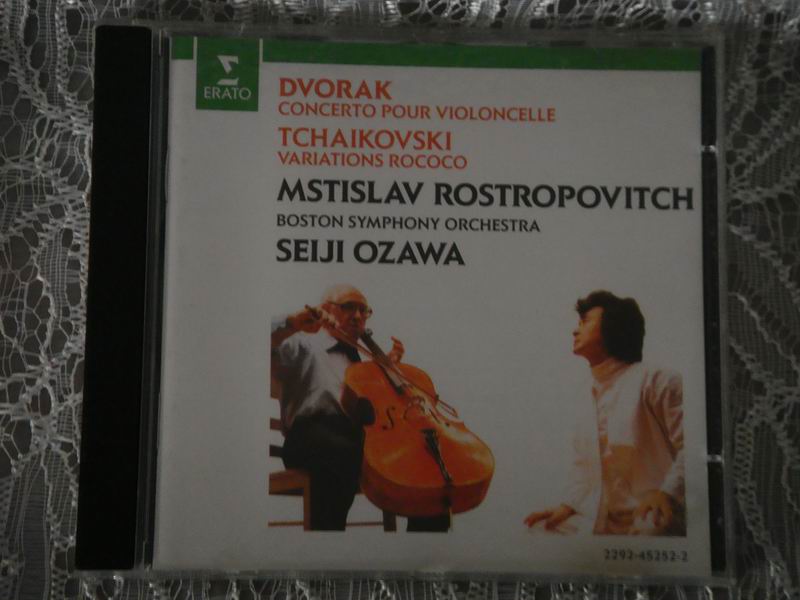 ERATO
DVORAK
CONCERTO POUR VIOLONCELLE
TCHAIKOVSKI
VARIATIONS ROCOCO
MSTISLAV ROSTROPOVITCH
BOSTON SYMPHONY ORCHESTRA
SEIJI OZAWA
2292-45252-2